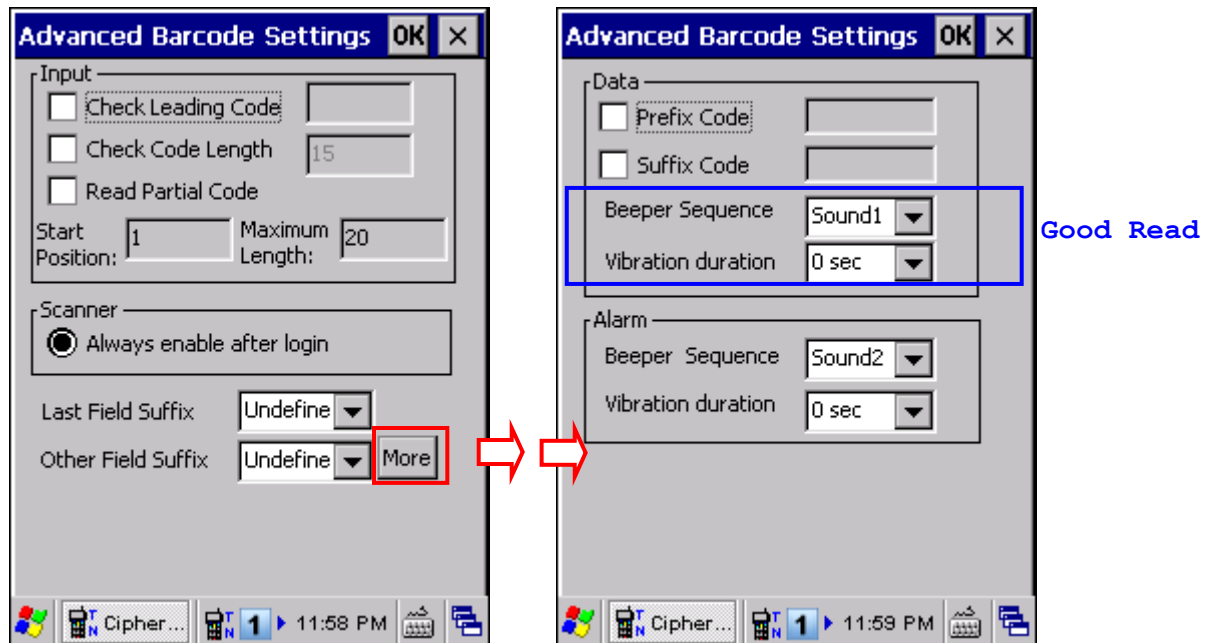 Advanced Barcode Settings OK ×
Input
Check Leading Code
Check Code Length 15
Read Partial Code
Start Position: 1 Maximum Length: 20
Scanner
Always enable after login
Last Field Suffix Undefine
Other Field Suffix Undefine More
Cipher... TN 1 11:58 PM
Advanced Barcode Settings OK ×
Data
Prefix Code
Suffix Code
Beeper Sequence Sound1
Vibration duration 0 sec
Good Read
Alarm
Beeper Sequence Sound2
Vibration duration 0 sec
Cipher... TN 1 11:59 PM